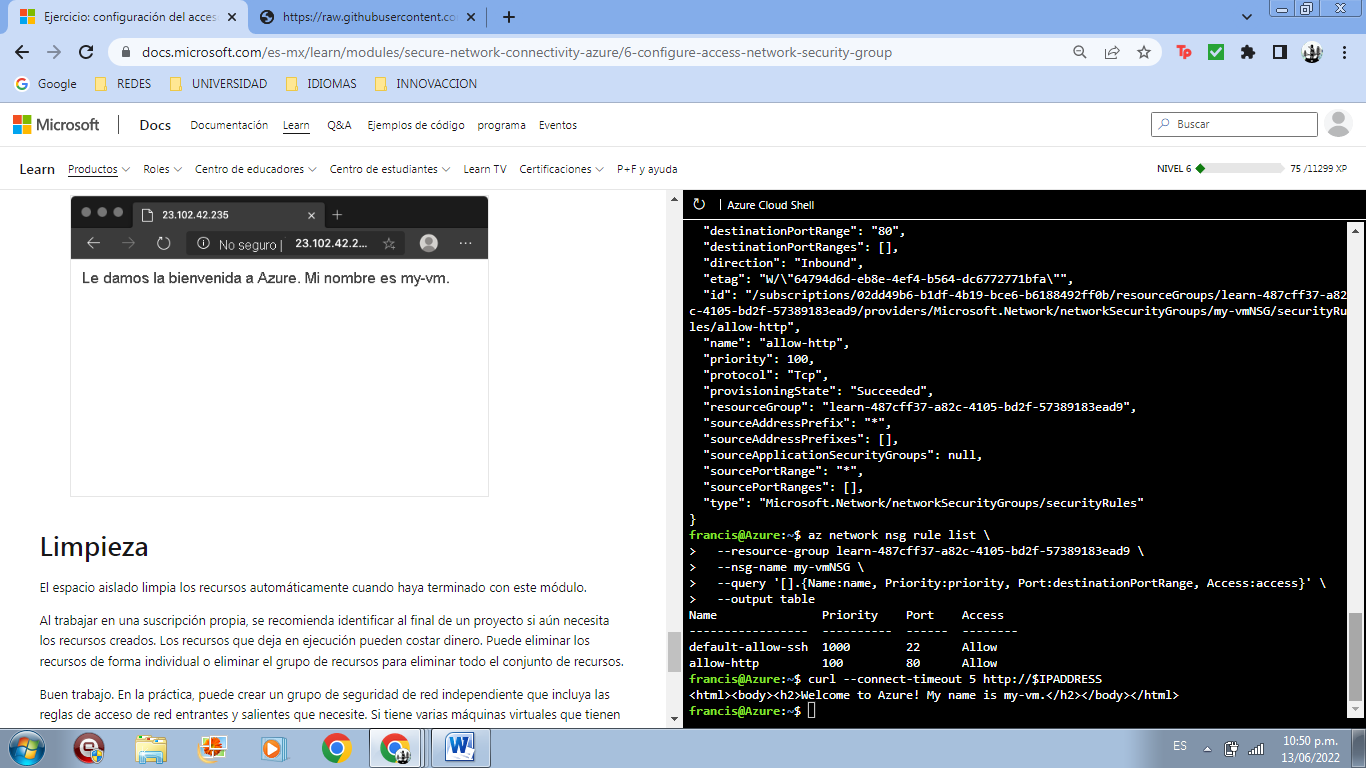 Ejercicio: configuración del acces
https://raw.githubusercontent.co
docs.microsoft.com/es-mx/learn/modules/secure-network-connectivity-azure/6-configure-access-network-security-group
Google REDES UNIVERSIDAD IDIOMAS INNOVACCION
Microsoft Docs Documentación Learn Q&A Ejemplos de código programa Eventos Buscar
Learn Productos Roles Centro de educadores Centro de estudiantes Learn TV Certificaciones P+F y ayuda NIVEL 6 75 /11299 XP
23.102.42.235
No seguro | 23.102.42.2...
Le damos la bienvenida a Azure. Mi nombre es my-vm.
Limpieza
El espacio aislado limpia los recursos automáticamente cuando haya terminado con este módulo.
Al trabajar en una suscripción propia, se recomienda identificar al final de un proyecto si aún necesita
los recursos creados. Los recursos que deja en ejecución pueden costar dinero. Puede eliminar los
recursos de forma individual o eliminar el grupo de recursos para eliminar todo el conjunto de recursos.
Buen trabajo. En la práctica, puede crear un grupo de seguridad de red independiente que incluya las
reglas de acceso de red entrantes y salientes que necesite. Si tiene varias máquinas virtuales que tienen
Azure Cloud Shell
"destinationPortRange": "80",
"destinationPortRanges": [],
"direction": "Inbound",
"etag": "W/\"64794d6d-eb8e-4ef4-b564-dc6772771bfa\"",
"id": "/subscriptions/02dd49b6-b1df-4b19-bce6-b6188492ff0b/resourceGroups/learn-487cff37-a82
c-4105-bd2f-57389183ead9/providers/Microsoft.Network/networkSecurityGroups/my-vmNSG/securityRu
les/allow-http",
"name": "allow-http",
"priority": 100,
"protocol": "Tcp",
"provisioningState": "Succeeded",
"resourceGroup": "learn-487cff37-a82c-4105-bd2f-57389183ead9",
"sourceAddressPrefix": "*",
"sourceAddressPrefixes": [],
"sourceApplicationSecurityGroups": null,
"sourcePortRange": "*",
"sourcePortRanges": [],
"type": "Microsoft.Network/networkSecurityGroups/securityRules"
}
francis@Azure:~$ az network nsg rule list \
> --resource-group learn-487cff37-a82c-4105-bd2f-57389183ead9 \
> --nsg-name my-vmNSG \
> --query '[].{Name:name, Priority:priority, Port:destinationPortRange, Access:access}' \
> --output table
Name Priority Port Access
----------------- ---------- ------ --------
default-allow-ssh 1000 22 Allow
allow-http 100 80 Allow
francis@Azure:~$ curl --connect-timeout 5 http://$IPADDRESS
<html><body><h2>Welcome to Azure! My name is my-vm.</h2></body></html>
francis@Azure:~$
ES
10:50 p.m.
13/06/2022